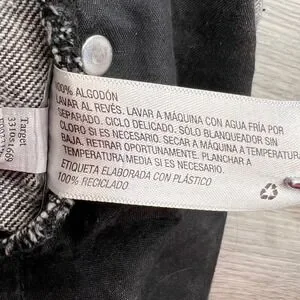 100% ALGODÓN
LAVAR AL REVÉS. LAVAR A MÁQUINA CON AGUA FRÍA POR
SEPARADO. CICLO DELICADO. SÓLO BLANQUEADOR SIN
CLORO SI ES NECESARIO. SECAR A MÁQUINA A TEMPERATURA
BAJA. RETIRAR OPORTUNAMENTE. PLANCHAR A
TEMPERATURA MEDIA SI ES NECESARIO.
ETIQUETA ELABORADA CON PLÁSTICO
100% RECICLADO
Target